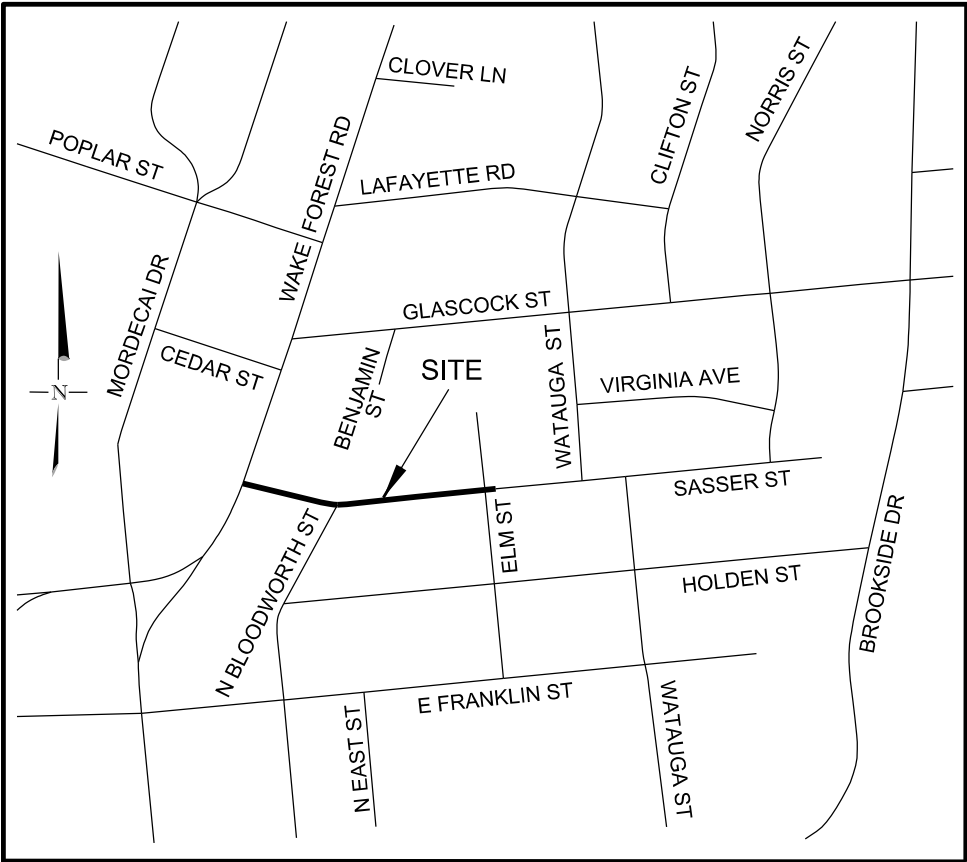 CLOVER LN
NORRIS ST
CLIFTON ST
POPLAR ST
WAKE FOREST RD
LAFAYETTE RD
MORDECAI DR
GLASCOCK ST
CEDAR ST
BENJAMIN
ST
SITE
WATAUGA ST
VIRGINIA AVE
N
SASSER ST
ELM ST
BROOKSIDE DR
N BLOODWORTH ST
HOLDEN ST
E FRANKLIN ST
N EAST ST
WATAUGA ST